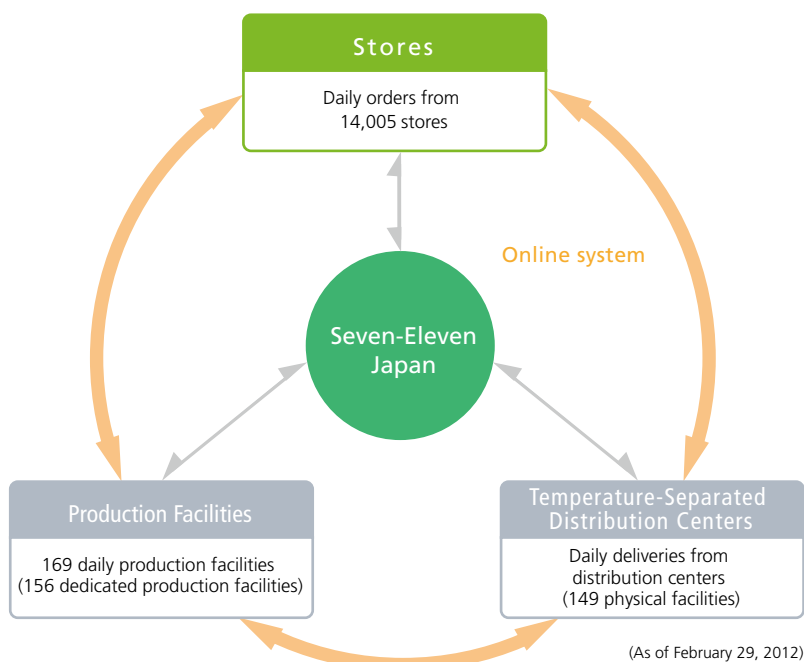 Stores
Daily orders from
14,005 stores
Online system
Seven-Eleven
Japan
Production Facilities
169 daily production facilities
(156 dedicated production facilities)
Temperature-Separated
Distribution Centers
Daily deliveries from
distribution centers
(149 physical facilities)
(As of February 29, 2012)